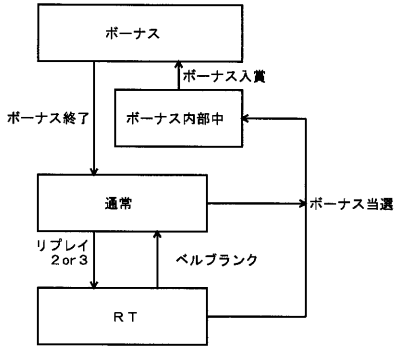 ボーナス
ボーナス入賞
ボーナス終了
ボーナス内部中
通常
ボーナス当選
リプレイ
2or3
ベルブランク
RT